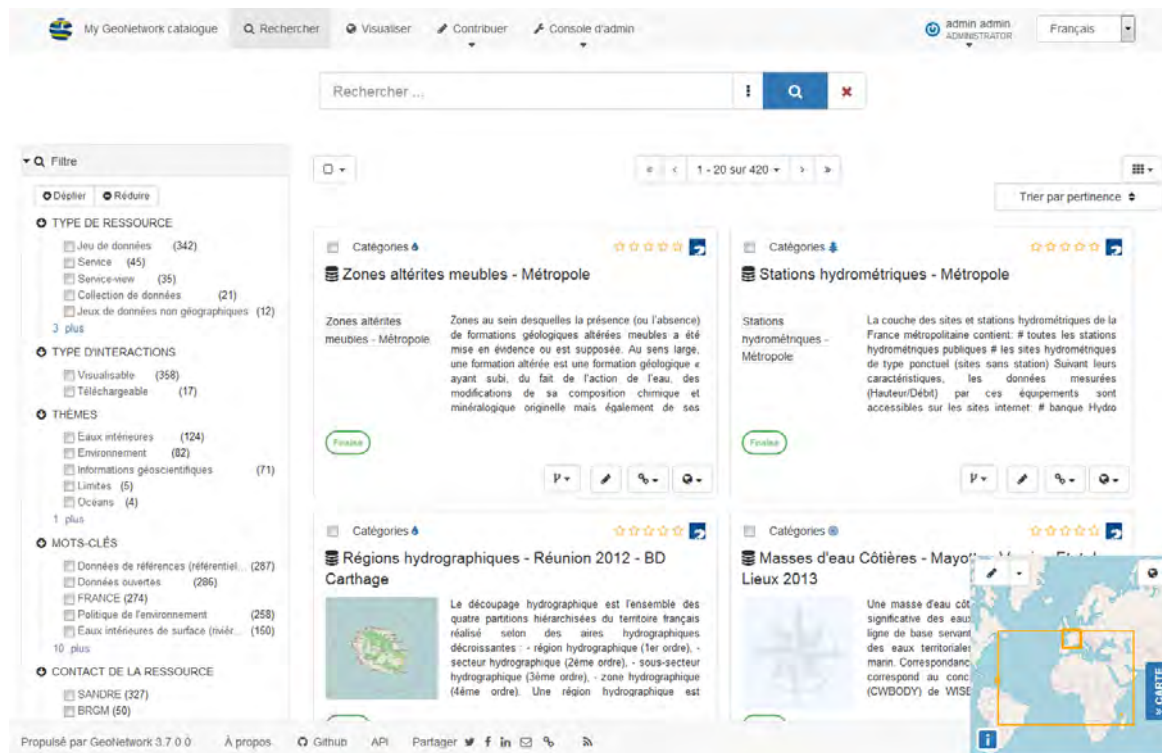 My GeoNetwork catalogue Rechercher Visualiser Contribuer Console d'admin admin admin Français
ADMINISTRATOR
Rechercher ...
Filtre
1 - 20 sur 420
Déplier Réduire
Trier par pertinence
TYPE DE RESSOURCE
Jeu de données (342)
Service (45)
Service-view (35)
Collection de données (21)
Jeux de données non géographiques (12)
3 plus
TYPE D'INTERACTIONS
Visualisable (358)
Téléchargeable (17)
THÈMES
Eaux intérieures (124)
Environnement (82)
Informations géoscientifiques (71)
Limites (5)
Océans (4)
1 plus
MOTS-CLÉS
Données de références (référentiel... (287)
Données ouvertes (286)
FRANCE (274)
Politique de l'environnement (258)
Eaux intérieures de surface (rivièr... (150)
10 plus
CONTACT DE LA RESSOURCE
SANDRE (327)
BRGM (50)
Catégories
Zones altérites meubles - Métropole
Zones altérites
meubles - Métropole
Zones au sein desquelles la présence (ou l'absence)
de formations géologiques altérées meubles a été
mise en évidence ou est supposée. Au sens large,
une formation altérée est une formation géologique «
ayant subi, du fait de l'action de l'eau, des
modifications de sa composition chimique et
minéralogique originelle mais également de ses
Finalisé
Catégories
Stations hydrométriques - Métropole
Stations
hydrométriques -
Métropole
La couche des sites et stations hydrométriques de la
France métropolitaine contient: # toutes les stations
hydrométriques publiques # les sites hydrométriques
de type ponctuel (sites sans station) Suivant leurs
caractéristiques, les données mesurées
(Hauteur/Débit) par ces équipements sont
accessibles sur les sites internet: # banque Hydro
Finalisé
Catégories
Régions hydrographiques - Réunion 2012 - BD
Carthage
Le découpage hydrographique est l'ensemble des
quatre partitions hiérarchisées du territoire français
réalisé selon des aires hydrographiques
décroissantes : - région hydrographique (1er ordre), -
secteur hydrographique (2ème ordre), - sous-secteur
hydrographique (3ème ordre), - zone hydrographique
(4ème ordre). Une région hydrographique est
Catégories
Masses d'eau Côtières - Mayotte
Lieux 2013
Une masse d'eau côt
significative des eaux
ligne de base servant
des eaux territoriales
marin. Correspondanc
correspond au conc
(CWBODY) de WISE
» CARTE
i
Propulsé par GeoNetwork 3.7.0 0 À propos Github API Partager